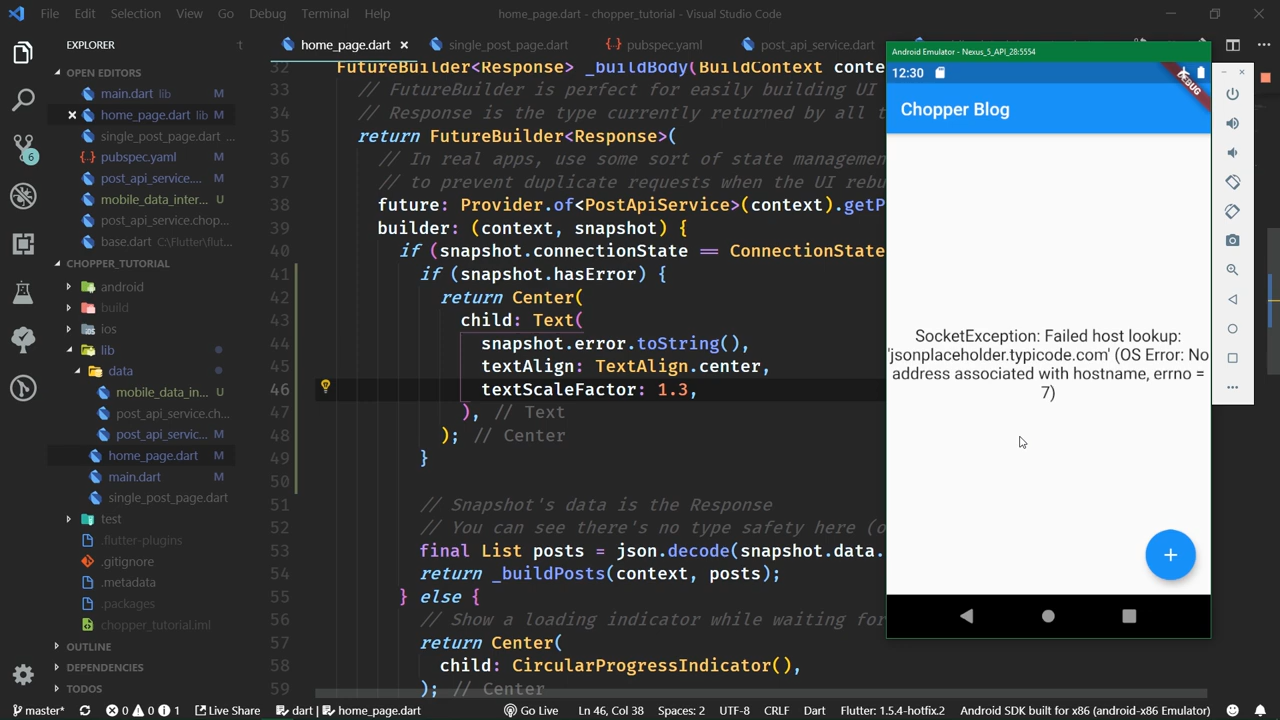 File Edit Selection View Go Debug Terminal Help
home_page.dart - chopper_tutorial - Visual Studio Code
EXPLORER
home_page.dart
single_post_page.dart
pubspec.yaml
post_api_service.dart
OPEN EDITORS
main.dart lib M
home_page.dart lib M
single_post_page.dart ...
pubspec.yaml M
post_api_service.... M
mobile_data_inter... U
post_api_service.chop...
base.dart C:\Flutter\flut...
CHOPPER_TUTORIAL
android
build
ios
lib
data
mobile_data_in... U
post_api_service.ch...
post_api_servic... M
home_page.dart M
main.dart M
single_post_page.dart
test
.flutter-plugins
.gitignore
.metadata
.packages
chopper_tutorial.iml
OUTLINE
DEPENDENCIES
TODOS
6
32 FutureBuilder<Response> _buildBody(BuildContext conte
33 // FutureBuilder is perfect for easily building UI
34 // Response is the type currently returned by all t
35 return FutureBuilder<Response>(
36 // In real apps, use some sort of state managemen
37 // to prevent duplicate requests when the UI rebu
38 future: Provider.of<PostApiService>(context).getP
39 builder: (context, snapshot) {
40 if (snapshot.connectionState == ConnectionState
41 if (snapshot.hasError) {
42 return Center(
43 child: Text(
44 snapshot.error.toString(),
45 textAlign: TextAlign.center,
46 textScaleFactor: 1.3,
47 ), // Text
48 ); // Center
49 }
50
51 // Snapshot's data is the Response
52 // You can see there's no type safety here (o
53 final List posts = json.decode(snapshot.data.
54 return _buildPosts(context, posts);
55 } else {
56 // Show a loading indicator while waiting for
57 return Center(
58 child: CircularProgressIndicator(),
59 ); // Center
Android Emulator - Nexus_5_API_28:5554
12:30
DEBUG
Chopper Blog
SocketException: Failed host lookup:
'jsonplaceholder.typicode.com' (OS Error: No
address associated with hostname, errno =
7)
+
master* 0 0 1 Live Share dart | home_page.dart Go Live Ln 46, Col 38 Spaces: 2 UTF-8 CRLF Dart Flutter: 1.5.4-hotfix.2 Android SDK built for x86 (android-x86 Emulator)